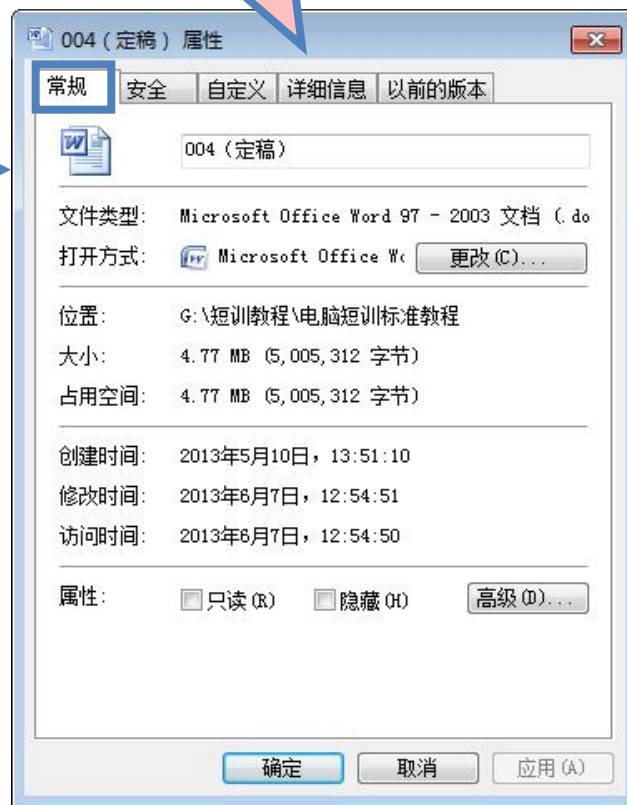 004（定稿）属性
常规 安全 自定义 详细信息 以前的版本
004（定稿）
文件类型: Microsoft Office Word 97 - 2003 文档 (.do
打开方式: Microsoft Office Wo 更改(C)...
位置: G:\短训教程\电脑短训标准教程
大小: 4.77 MB (5,005,312 字节)
占用空间: 4.77 MB (5,005,312 字节)
创建时间: 2013年5月10日，13:51:10
修改时间: 2013年6月7日，12:54:51
访问时间: 2013年6月7日，12:54:50
属性: 只读(R) 隐藏(H) 高级(D)...
确定 取消 应用(A)